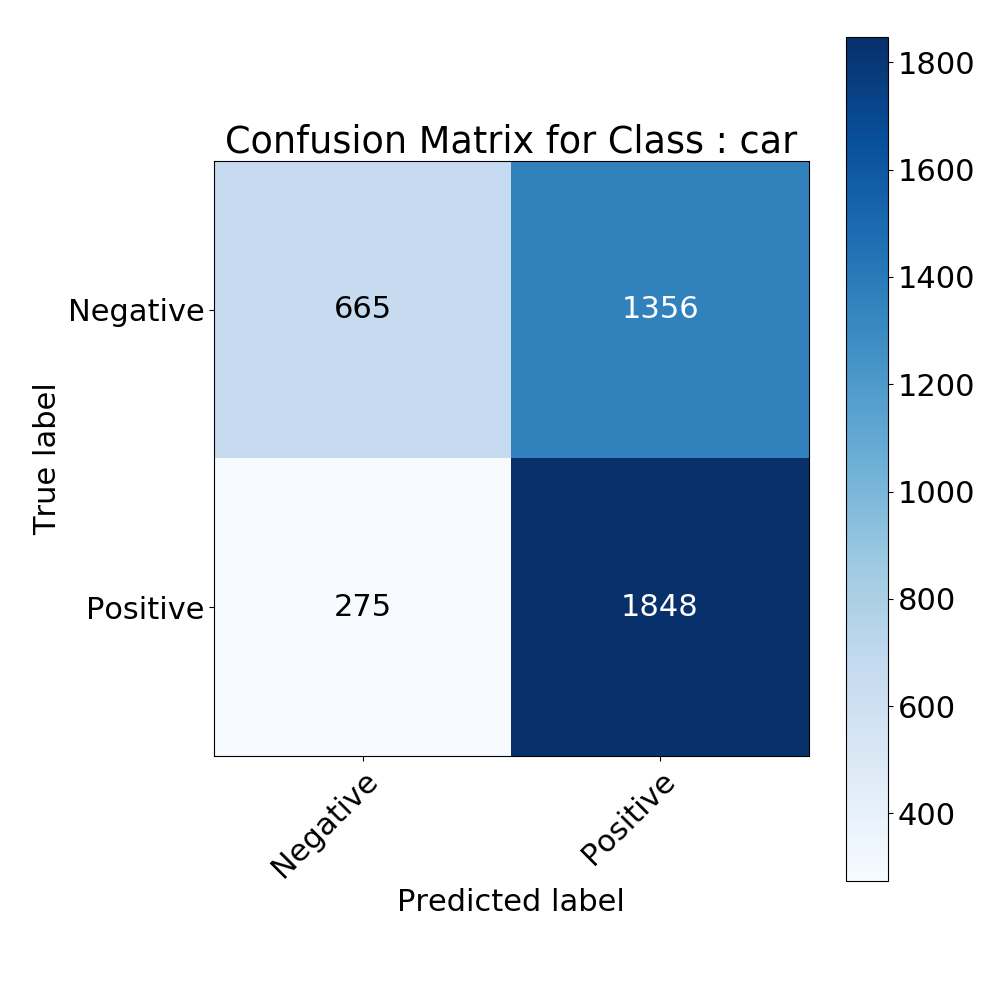 Confusion Matrix for Class : car
True label
Negative
Positive
665
1356
275
1848
Negative
Positive
Predicted label
1800
1600
1400
1200
1000
800
600
400